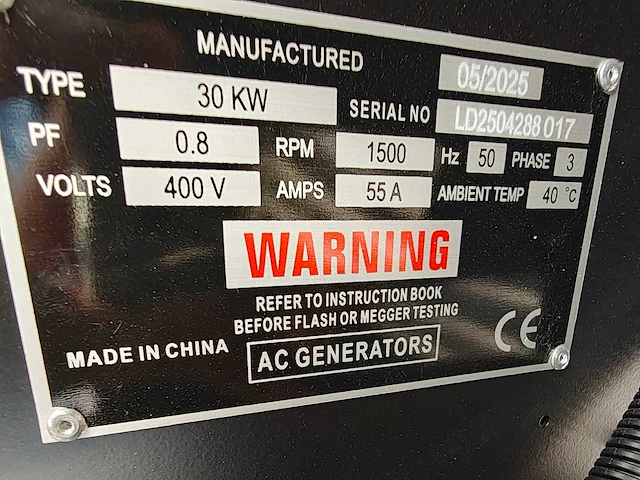 MANUFACTURED 05/2025
TYPE 30 KW SERIAL NO LD2504288 017
PF 0.8 RPM 1500 Hz 50 PHASE 3
VOLTS 400 V AMPS 55 A AMBIENT TEMP 40 °C
WARNING
REFER TO INSTRUCTION BOOK
BEFORE FLASH OR MEGGER TESTING
MADE IN CHINA AC GENERATORS CE